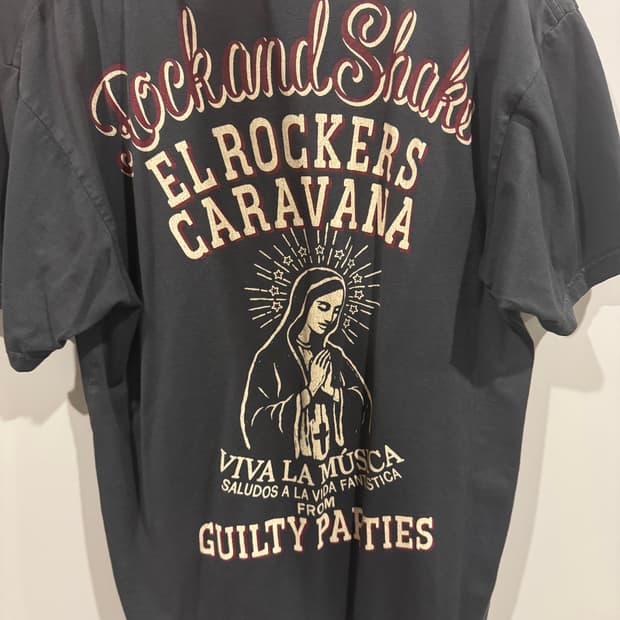 Rock and Shake
EL ROCKERS
CARAVANA
VIVA LA MÚSICA
SALUDOS A LA VIDA FANTÁSTICA
FROM
GUILTY PARTIES